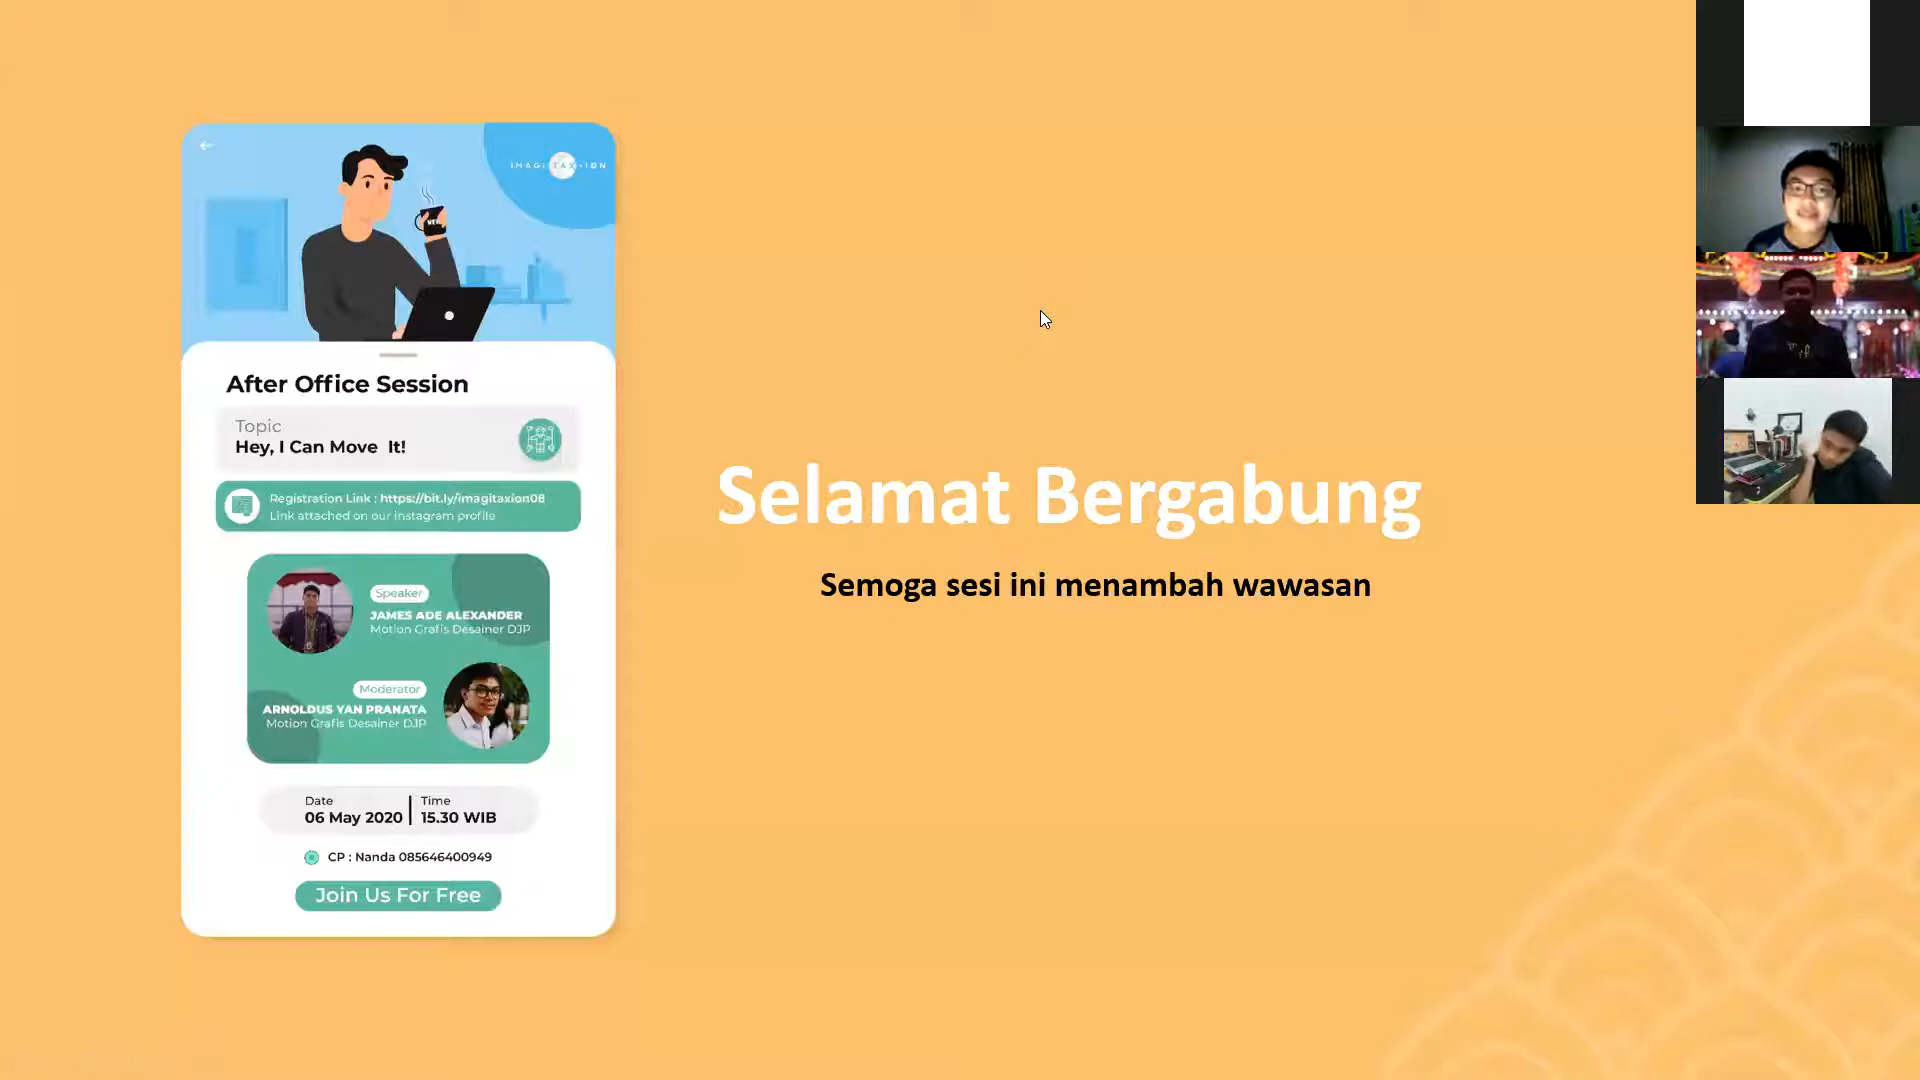 IMAGITAXION
After Office Session
Topic
Hey, I Can Move It!
Registration Link : https://bit.ly/imagitaxion08
Link attached on our instagram profile
Speaker
JAMES ADE ALEXANDER
Motion Grafis Desainer DJP
Moderator
ARNOLDUS YAN PRANATA
Motion Grafis Desainer DJP
Date
06 May 2020
Time
15.30 WIB
CP : Nanda 085646400949
Join Us For Free
Selamat Bergabung
Semoga sesi ini menambah wawasan